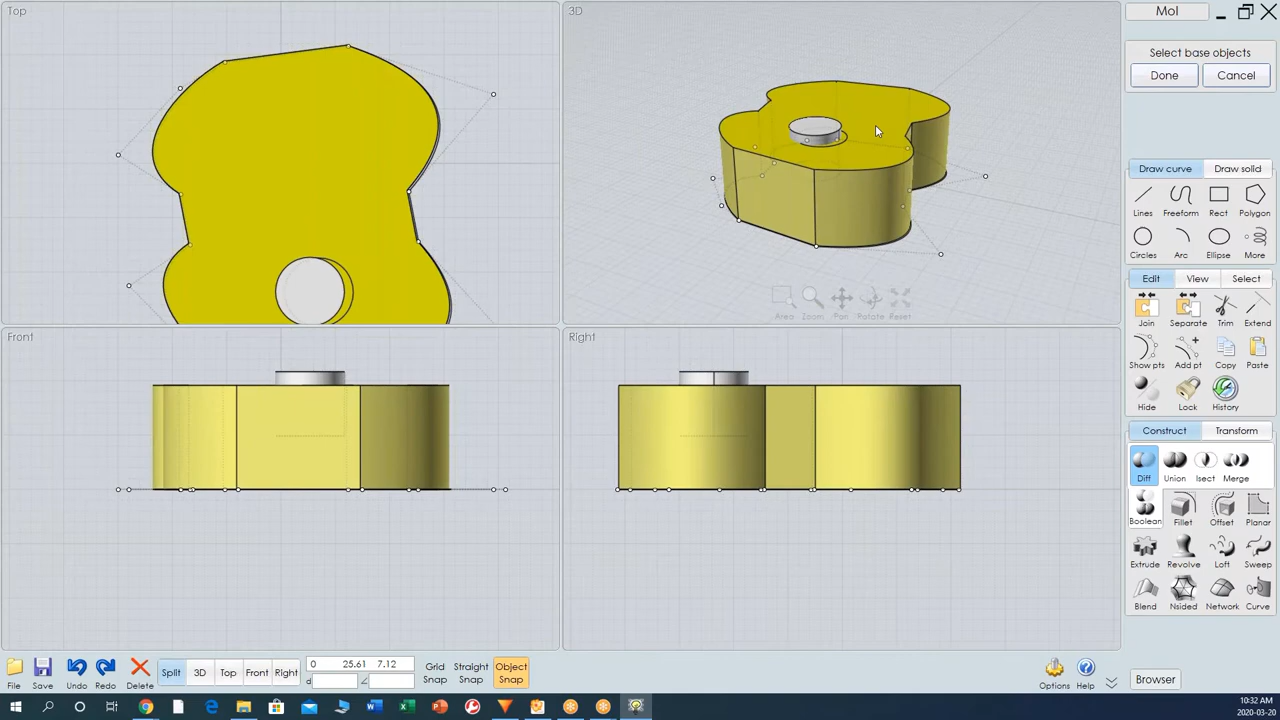 Top
3D
MoI
Select base objects
Done Cancel
Draw curve Draw solid
Lines Freeform Rect Polygon
Circles Arc Ellipse More
Edit View Select
Join Separate Trim Extend
Show pts Add pt Copy Paste
Hide Lock History
Construct Transform
Diff Union Isect Merge
Boolean Fillet Offset Planar
Extrude Revolve Loft Sweep
Blend Nsided Network Curve
Area Zoom Pan Rotate Reset
Front
Right
File Save Undo Redo Delete Split 3D Top Front Right
0 25.61 7.12
d
Grid Snap
Straight Snap
Object Snap
Options Help
Browser
10:32 AM
2020-03-20